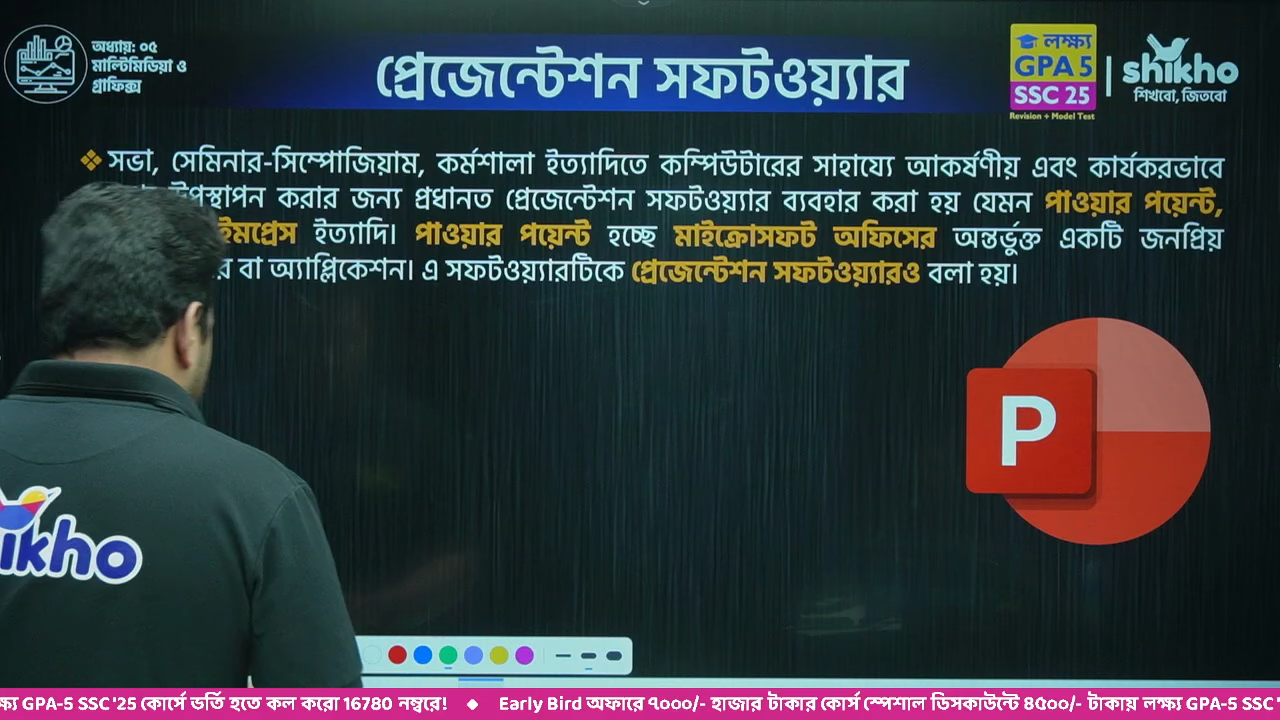 অধ্যায়: ০৫
মাল্টিমিডিয়া ও
গ্রাফিক্স
প্রেজেন্টেশন সফটওয়্যার
লক্ষ্য
GPA 5
SSC 25
Revision + Model Test
shikho
শিখবো, জিতবো
সভা, সেমিনার-সিম্পোজিয়াম, কর্মশালা ইত্যাদিতে কম্পিউটারের সাহায্যে আকর্ষণীয় এবং কার্যকরভাবে
উপস্থাপন করার জন্য প্রধানত প্রেজেন্টেশন সফটওয়্যার ব্যবহার করা হয় যেমন পাওয়ার পয়েন্ট,
ইমপ্রেস ইত্যাদি। পাওয়ার পয়েন্ট হচ্ছে মাইক্রোসফট অফিসের অন্তর্ভুক্ত একটি জনপ্রিয়
বা অ্যাপ্লিকেশন। এ সফটওয়্যারটিকে প্রেজেন্টেশন সফটওয়্যারও বলা হয়।
P
ikho
GPA-5 SSC '25 কোর্সে ভর্তি হতে কল করো 16780 নম্বরে! Early Bird অফারে ৭০০০/- হাজার টাকার কোর্স স্পেশাল ডিসকাউন্টে ৪৫০০/- টাকায় লক্ষ্য GPA-5 SSC